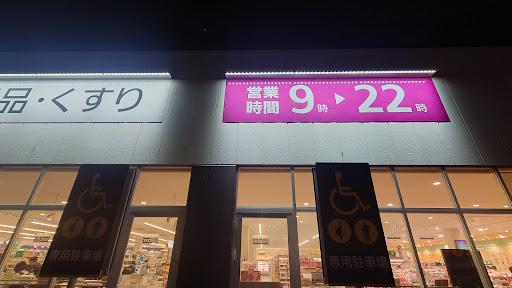 品・くすり
営業
時間
9時▶22時
専用駐車場
専用駐車場